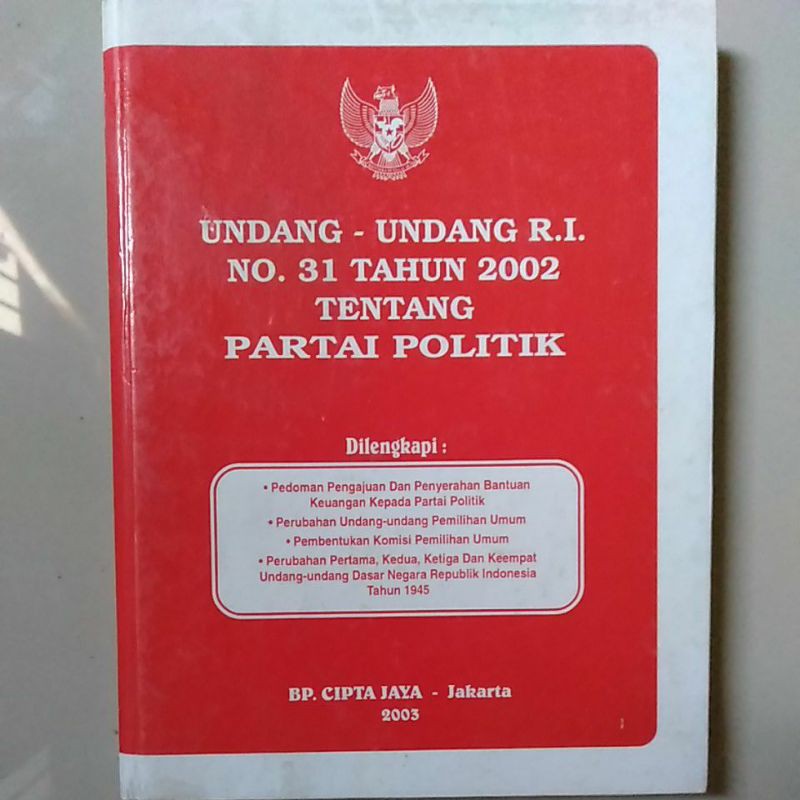 UNDANG - UNDANG R.I.
NO. 31 TAHUN 2002
TENTANG
PARTAI POLITIK
Dilengkapi :
• Pedoman Pengajuan Dan Penyerahan Bantuan
Keuangan Kepada Partai Politik
• Perubahan Undang-undang Pemilihan Umum
• Pembentukan Komisi Pemilihan Umum
• Perubahan Pertama, Kedua, Ketiga Dan Keempat
Undang-undang Dasar Negara Republik Indonesia
Tahun 1945
BP. CIPTA JAYA - Jakarta
2003